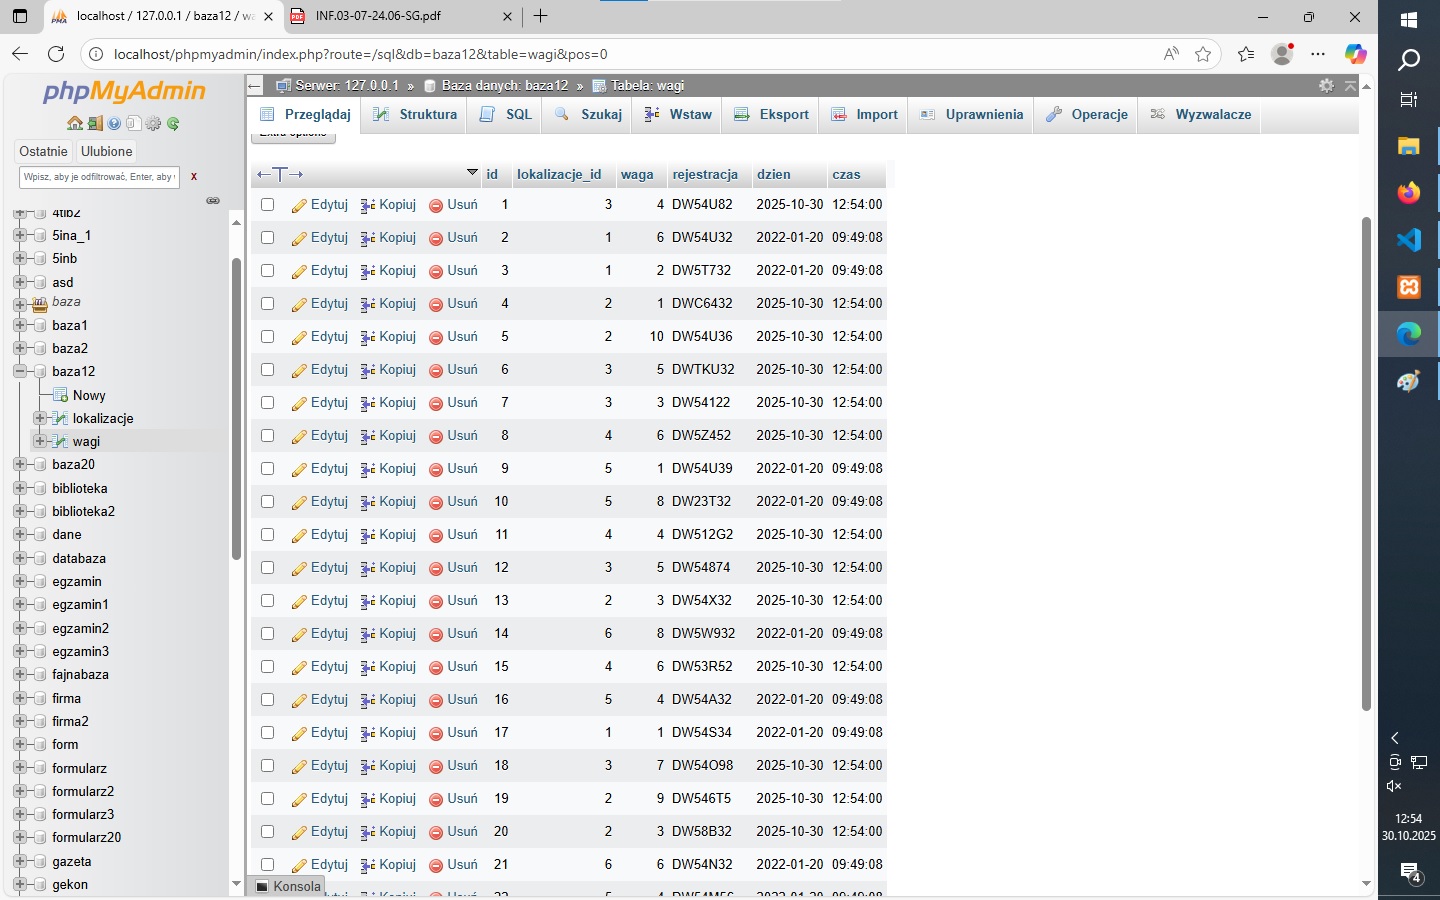 localhost / 127.0.0.1 / baza12 / wa
INF.03-07-24.06-SG.pdf
localhost/phpmyadmin/index.php?route=/sql&db=baza12&table=wagi&pos=0
phpMyAdmin
Ostatnie Ulubione
Wpisz, aby je odfiltrować, Enter, aby
X
4tib2
5ina_1
5inb
asd
baza
baza1
baza2
baza12
Nowy
lokalizacje
wagi
baza20
biblioteka
biblioteka2
dane
databaza
egzamin
egzamin1
egzamin2
egzamin3
fajnabaza
firma
firma2
form
formularz
formularz2
formularz3
formularz20
gazeta
gekon
Serwer: 127.0.0.1 » Baza danych: baza12 » Tabela: wagi
Przeglądaj Struktura SQL Szukaj Wstaw Eksport Import Uprawnienia Operacje Wyzwalacze
Extra options
←T→ id lokalizacje_id waga rejestracja dzien czas
Edytuj Kopiuj Usuń 1 3 4 DW54U82 2025-10-30 12:54:00
Edytuj Kopiuj Usuń 2 1 6 DW54U32 2022-01-20 09:49:08
Edytuj Kopiuj Usuń 3 1 2 DW5T732 2022-01-20 09:49:08
Edytuj Kopiuj Usuń 4 2 1 DWC6432 2025-10-30 12:54:00
Edytuj Kopiuj Usuń 5 2 10 DW54U36 2025-10-30 12:54:00
Edytuj Kopiuj Usuń 6 3 5 DWTKU32 2025-10-30 12:54:00
Edytuj Kopiuj Usuń 7 3 3 DW54122 2025-10-30 12:54:00
Edytuj Kopiuj Usuń 8 4 6 DW5Z452 2025-10-30 12:54:00
Edytuj Kopiuj Usuń 9 5 1 DW54U39 2022-01-20 09:49:08
Edytuj Kopiuj Usuń 10 5 8 DW23T32 2022-01-20 09:49:08
Edytuj Kopiuj Usuń 11 4 4 DW512G2 2025-10-30 12:54:00
Edytuj Kopiuj Usuń 12 3 5 DW54874 2025-10-30 12:54:00
Edytuj Kopiuj Usuń 13 2 3 DW54X32 2025-10-30 12:54:00
Edytuj Kopiuj Usuń 14 6 8 DW5W932 2022-01-20 09:49:08
Edytuj Kopiuj Usuń 15 4 6 DW53R52 2025-10-30 12:54:00
Edytuj Kopiuj Usuń 16 5 4 DW54A32 2022-01-20 09:49:08
Edytuj Kopiuj Usuń 17 1 1 DW54S34 2022-01-20 09:49:08
Edytuj Kopiuj Usuń 18 3 7 DW54O98 2025-10-30 12:54:00
Edytuj Kopiuj Usuń 19 2 9 DW546T5 2025-10-30 12:54:00
Edytuj Kopiuj Usuń 20 2 3 DW58B32 2025-10-30 12:54:00
Edytuj Kopiuj Usuń 21 6 6 DW54N32 2022-01-20 09:49:08
Konsola
12:54
30.10.2025
4